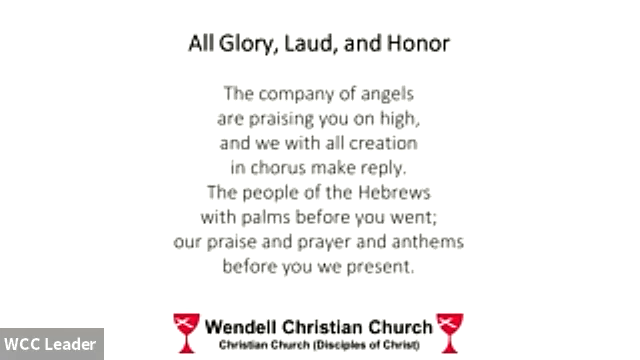 All Glory, Laud, and Honor
The company of angels
are praising you on high,
and we with all creation
in chorus make reply.
The people of the Hebrews
with palms before you went;
our praise and prayer and anthems
before you we present.
Wendell Christian Church
Christian Church (Disciples of Christ)
WCC Leader